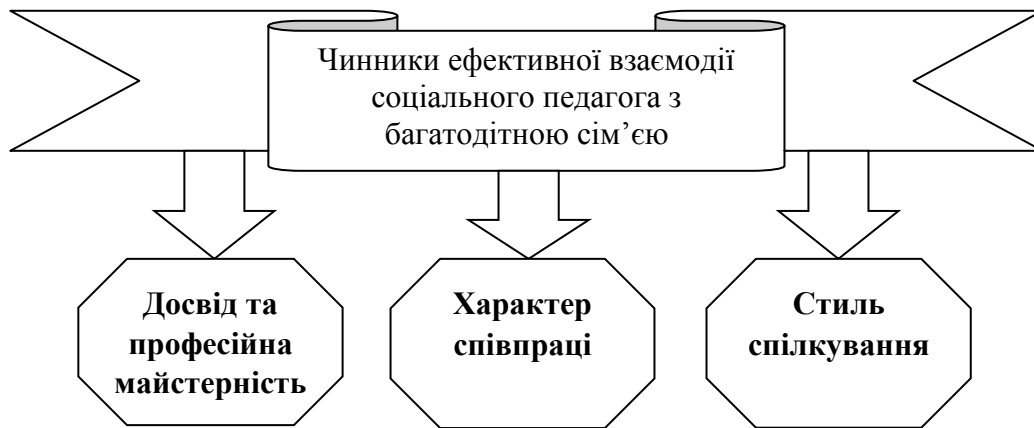 Чинники ефективної взаємодії
соціального педагога з
багатодітною сім’єю
Досвід та
професійна
майстерність
Характер
співпраці
Стиль
спілкування